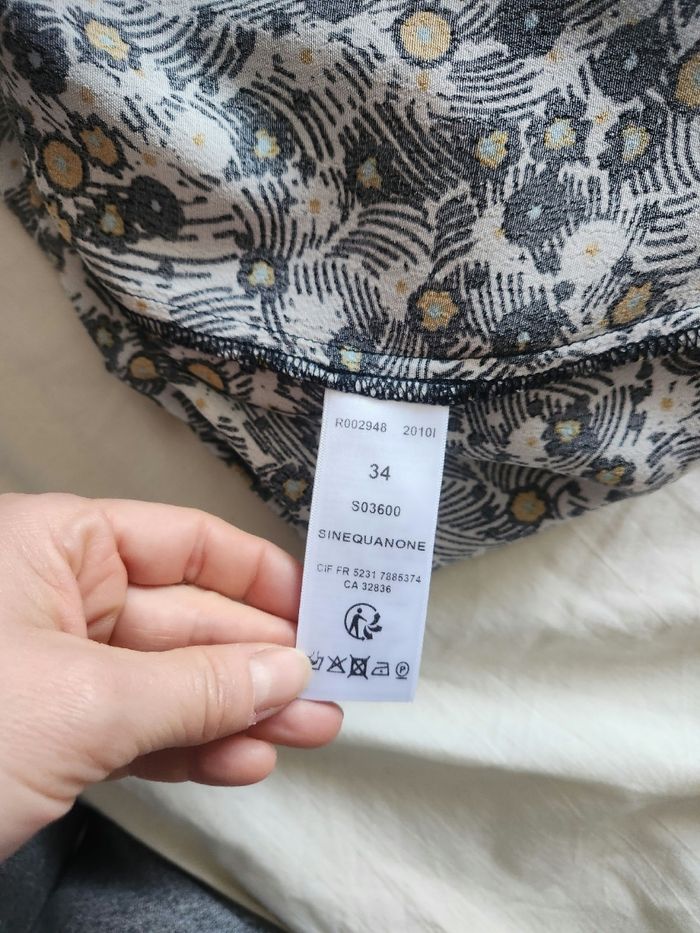 R002948 2010I
34
S03600
SINEQUANONE
CIF FR 5231 7885374
CA 32836
P